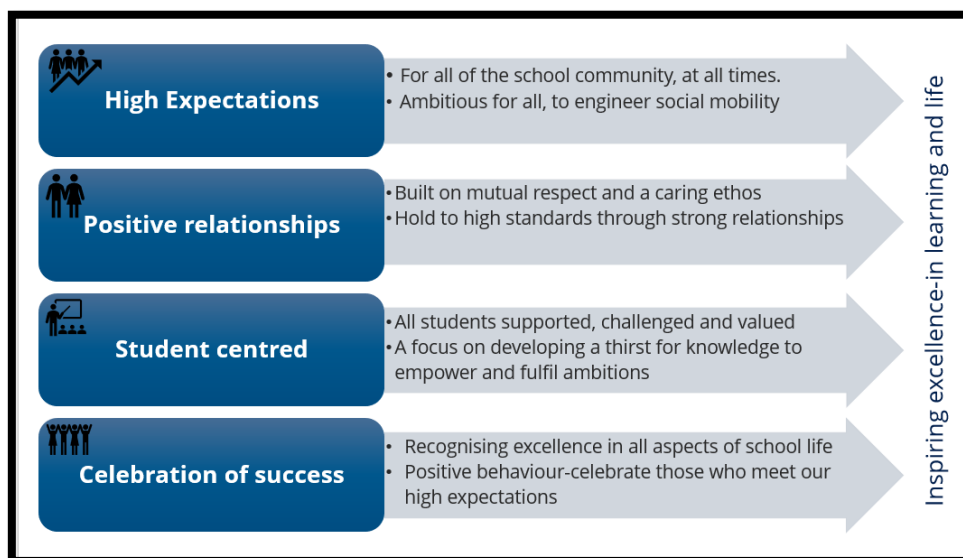 High Expectations
• For all of the school community, at all times.
• Ambitious for all, to engineer social mobility
Positive relationships
• Built on mutual respect and a caring ethos
• Hold to high standards through strong relationships
Student centred
• All students supported, challenged and valued
• A focus on developing a thirst for knowledge to
empower and fulfil ambitions
Celebration of success
• Recognising excellence in all aspects of school life
• Positive behaviour-celebrate those who meet our
high expectations
Inspiring excellence-in learning and life